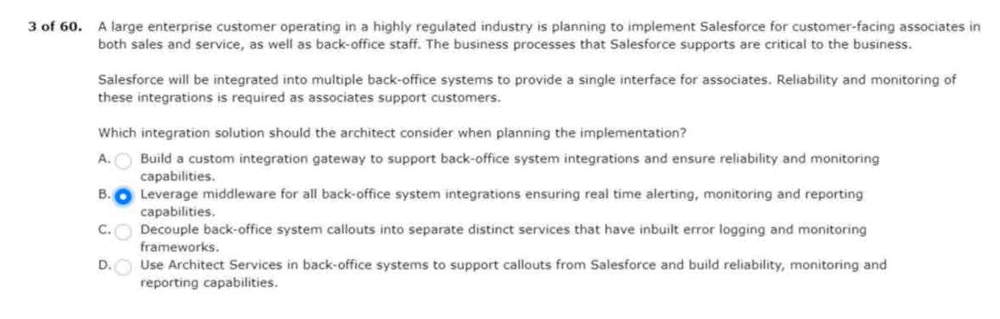 3 of 60. A large enterprise customer operating in a highly regulated industry is planning to implement Salesforce for customer-facing associates in
both sales and service, as well as back-office staff. The business processes that Salesforce supports are critical to the business.
Salesforce will be integrated into multiple back-office systems to provide a single interface for associates. Reliability and monitoring of
these integrations is required as associates support customers.
Which integration solution should the architect consider when planning the implementation?
A. Build a custom integration gateway to support back-office system integrations and ensure reliability and monitoring
capabilities.
B. Leverage middleware for all back-office system integrations ensuring real time alerting, monitoring and reporting
capabilities.
C. Decouple back-office system callouts into separate distinct services that have inbuilt error logging and monitoring
frameworks.
D. Use Architect Services in back-office systems to support callouts from Salesforce and build reliability, monitoring and
reporting capabilities.